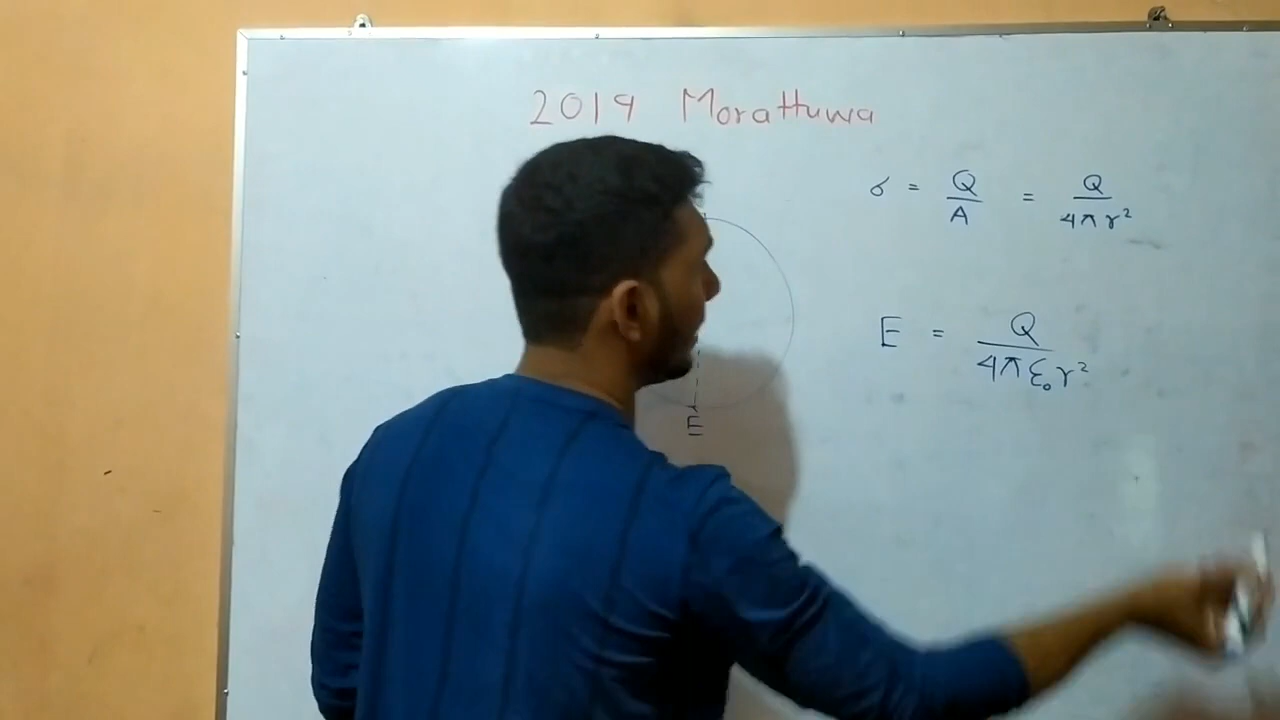 2019 Morattuwa
σ = Q/A = Q/4πr²
E = Q/4πε₀r²
E